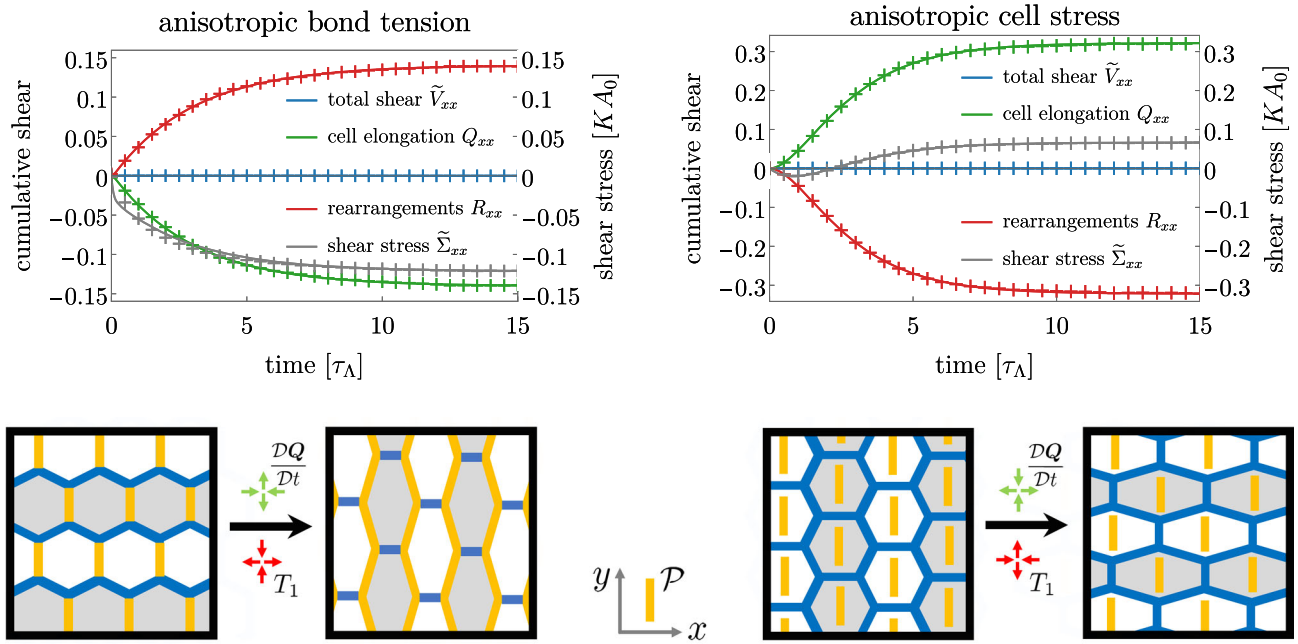 anisotropic bond tension
cumulative shear
0.15
0.1
0.05
0
−0.05
−0.1
−0.15
total shear Ṽxx
cell elongation Qxx
rearrangements Rxx
shear stress Σ̃xx
0.15
0.10
0.05
0
−0.05
−0.10
−0.15
shear stress [K A0]
0 5 10 15
time [τΛ]
anisotropic cell stress
cumulative shear
0.3
0.2
0.1
0
−0.1
−0.2
−0.3
total shear Ṽxx
cell elongation Qxx
rearrangements Rxx
shear stress Σ̃xx
0.3
0.2
0.1
0
−0.1
−0.2
−0.3
shear stress [K A0]
0 5 10 15
time [τΛ]
DQ
Dt
T1
y
P
x
DQ
Dt
T1